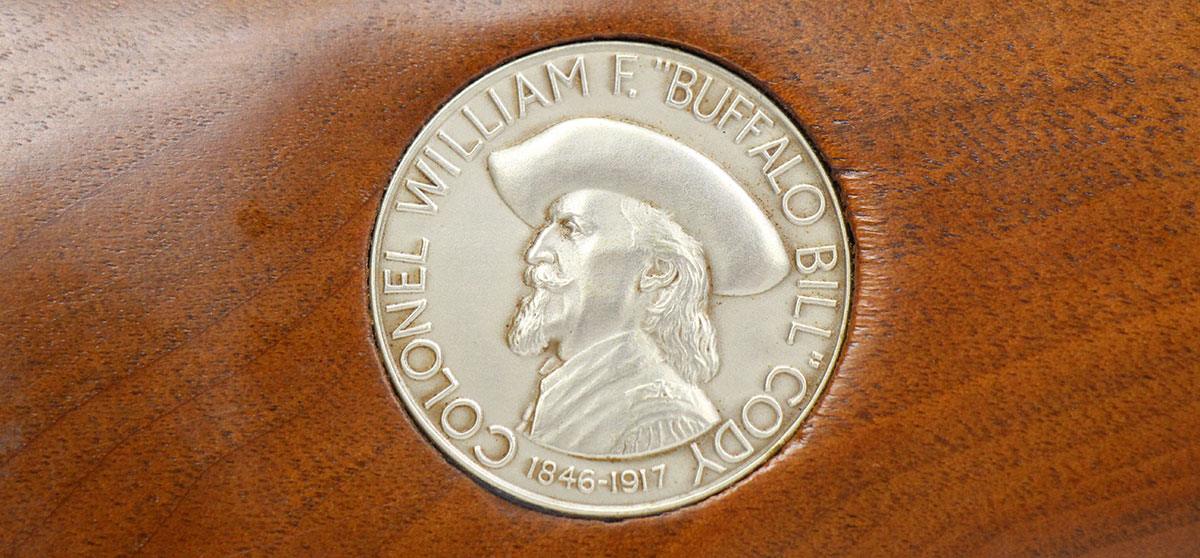 COLONEL WILLIAM F. "BUFFALO BILL" CODY
1846-1917